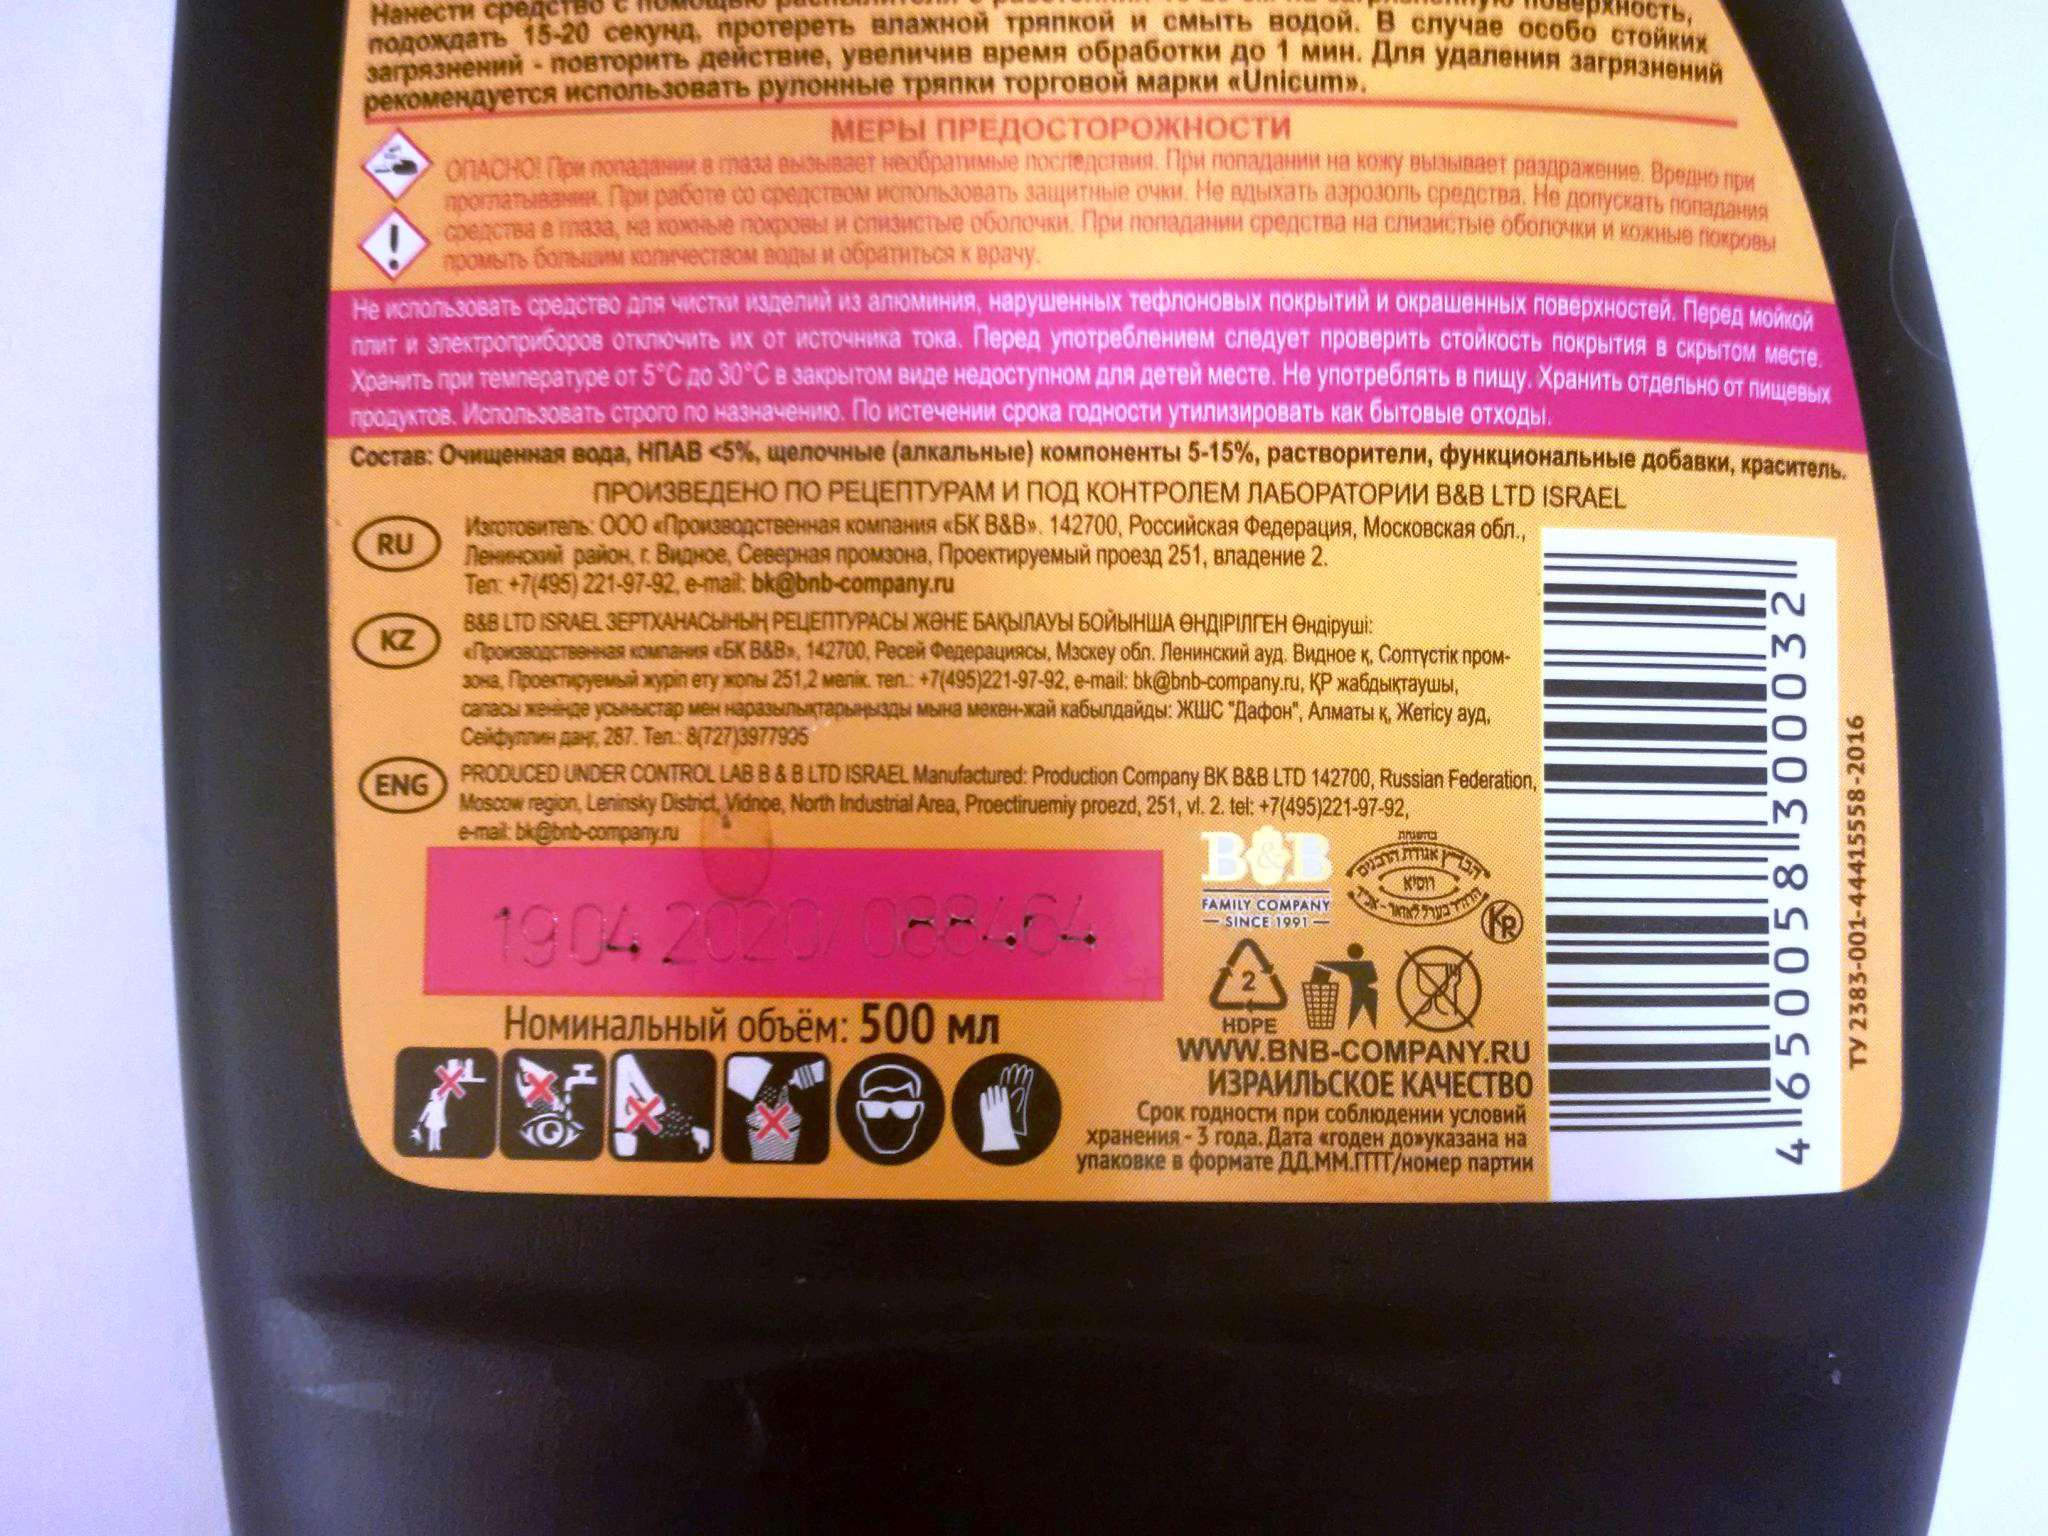 Нанести средство с помощью распылителя с расстояния на загрязненную поверхность,
подождать 15-20 секунд, протереть влажной тряпкой и смыть водой. В случае особо стойких
загрязнений - повторить действие, увеличив время обработки до 1 мин. Для удаления загрязнений
рекомендуется использовать рулонные тряпки торговой марки «Unicum».
МЕРЫ ПРЕДОСТОРОЖНОСТИ
ОПАСНО! При попадании в глаза вызывает необратимые последствия. При попадании на кожу вызывает раздражение. Вредно при
проглатывании. При работе со средством использовать защитные очки. Не вдыхать аэрозоль средства. Не допускать попадания
средства в глаза, на кожные покровы и слизистые оболочки. При попадании средства на слизистые оболочки и кожные покровы
промыть большим количеством воды и обратиться к врачу.
Не использовать средство для чистки изделий из алюминия, нарушенных тефлоновых покрытий и окрашенных поверхностей. Перед мойкой
плит и электроприборов отключить их от источника тока. Перед употреблением следует проверить стойкость покрытия в скрытом месте.
Хранить при температуре от 5°С до 30°С в закрытом виде недоступном для детей месте. Не употреблять в пищу. Хранить отдельно от пищевых
продуктов. Использовать строго по назначению. По истечении срока годности утилизировать как бытовые отходы.
Состав: Очищенная вода, НПАВ <5%, щелочные (алкальные) компоненты 5-15%, растворители, функциональные добавки, краситель.
ПРОИЗВЕДЕНО ПО РЕЦЕПТУРАМ И ПОД КОНТРОЛЕМ ЛАБОРАТОРИИ B&B LTD ISRAEL
RU
Изготовитель: ООО «Производственная компания «БК В&В». 142700, Российская Федерация, Московская обл.,
Ленинский район, г. Видное, Северная промзона, Проектируемый проезд 251, владение 2.
Тел: +7(495) 221-97-92, e-mail: bk@bnb-company.ru
KZ
B&B LTD ISRAEL ЗЕРТХАНАСЫНЫҢ РЕЦЕПТУРАСЫ ЖӘНЕ БАҚЫЛАУЫ БОЙЫНША ӨНДІРІЛГЕН Өндіруші:
«Производственная компания «БК В&В», 142700, Ресей Федерациясы, Мәскеу обл. Ленинский ауд. Видное қ, Солтүстік пром-
зона, Проектируемый жүріп ету жолы 251,2 мелік. тел.: +7(495)221-97-92, e-mail: bk@bnb-company.ru, ҚР жабдықтаушы,
сапасы жөнінде усыныстар мен наразылықтарыңызды мына мекен-жай кабылдайды: ЖШС "Дафон", Алматы қ, Жетісу ауд,
Сейфуллин даңғ, 287. Тел.: 8(727)3977935
ENG
PRODUCED UNDER CONTROL LAB B & B LTD ISRAEL Manufactured: Production Company BK B&B LTD 142700, Russian Federation,
Moscow region, Leninsky District, Vidnoe, North Industrial Area, Proectiruemiy proezd, 251, vl. 2. tel: +7(495)221-97-92,
e-mail: bk@bnb-company.ru
19 04 2020/088464
Номинальный объём: 500 мл
B&B
FAMILY COMPANY
SINCE 1991
בהשגחת
רוסיא
KP
2
HDPE
WWW.BNB-COMPANY.RU
ИЗРАИЛЬСКОЕ КАЧЕСТВО
Срок годности при соблюдении условий
хранения - 3 года. Дата «годен до»указана на
упаковке в формате ДД.ММ.ГГГГ/номер партии
4 650058 300032
ТУ 2383-001-4415558-2016